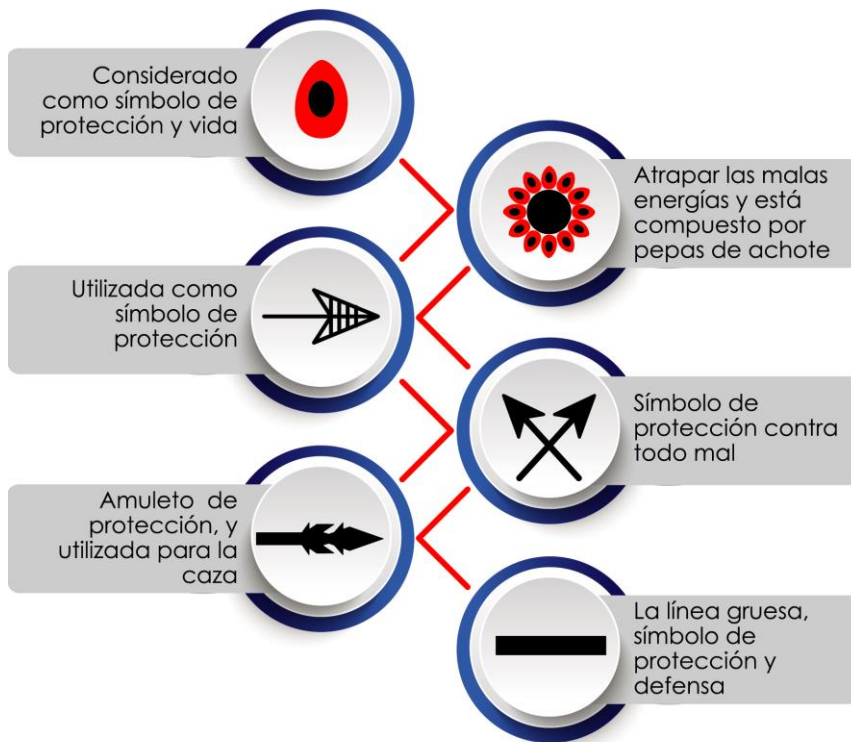 Considerado
como símbolo de
protección y vida
Atrapar las malas
energías y está
compuesto por
pepas de achote
Utilizada como
símbolo de
protección
Símbolo de
protección contra
todo mal
Amuleto de
protección, y
utilizada para la
caza
La línea gruesa,
símbolo de
protección y
defensa